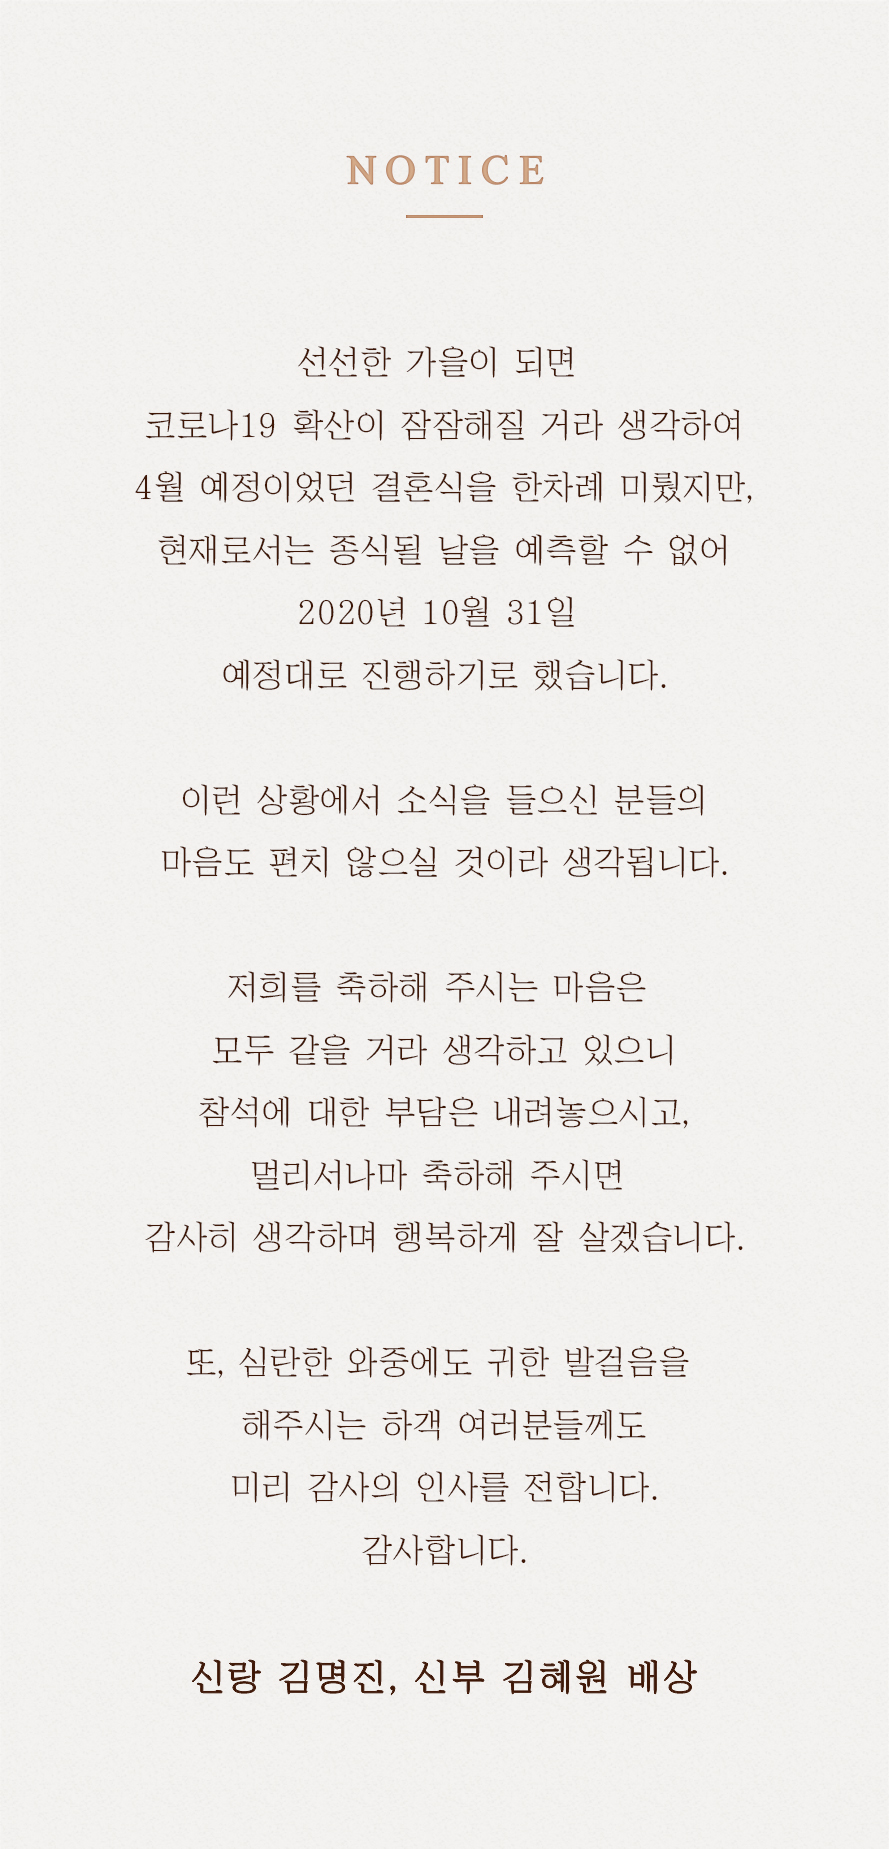 NOTICE
선선한 가을이 되면
코로나19 확산이 잠잠해질 거라 생각하여
4월 예정이었던 결혼식을 한차례 미뤘지만,
현재로서는 종식될 날을 예측할 수 없어
2020년 10월 31일
예정대로 진행하기로 했습니다.
이런 상황에서 소식을 들으신 분들의
마음도 편치 않으실 것이라 생각됩니다.
저희를 축하해 주시는 마음은
모두 같을 거라 생각하고 있으니
참석에 대한 부담은 내려놓으시고,
멀리서나마 축하해 주시면
감사히 생각하며 행복하게 잘 살겠습니다.
또, 심란한 와중에도 귀한 발걸음을
해주시는 하객 여러분들께도
미리 감사의 인사를 전합니다.
감사합니다.
신랑 김명진, 신부 김혜원 배상